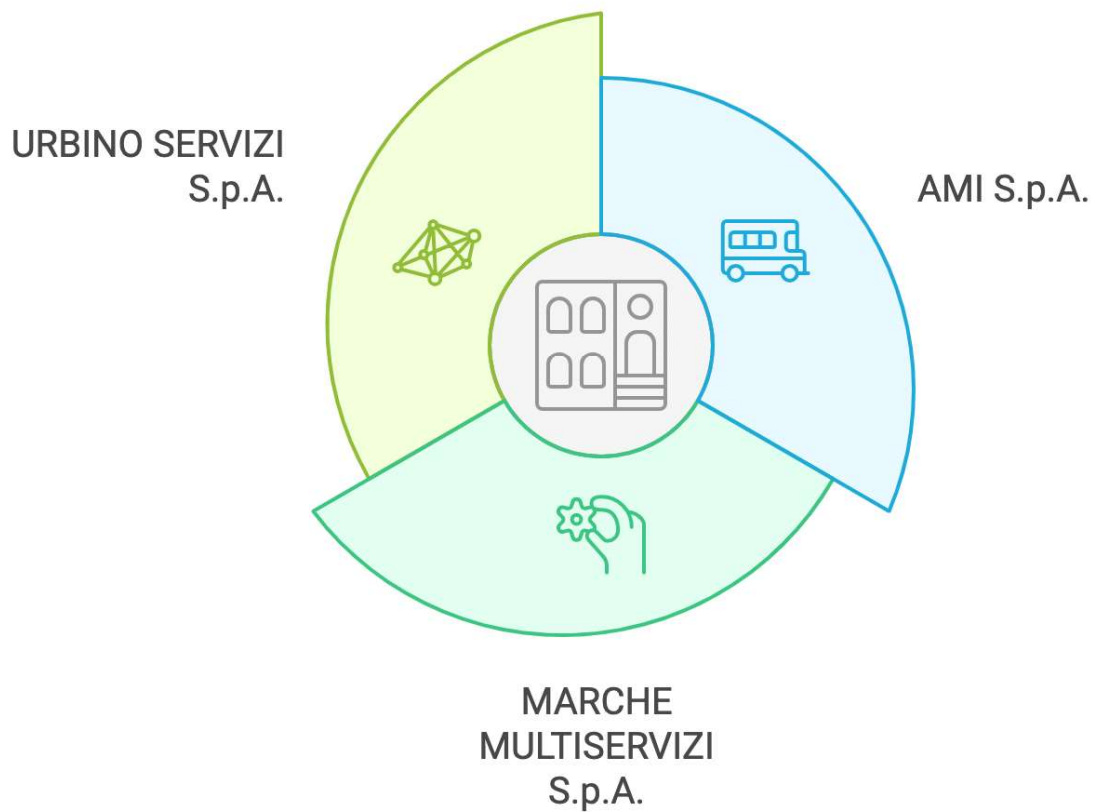 URBINO SERVIZI
S.p.A.
AMI S.p.A.
MARCHE
MULTISERVIZI
S.p.A.